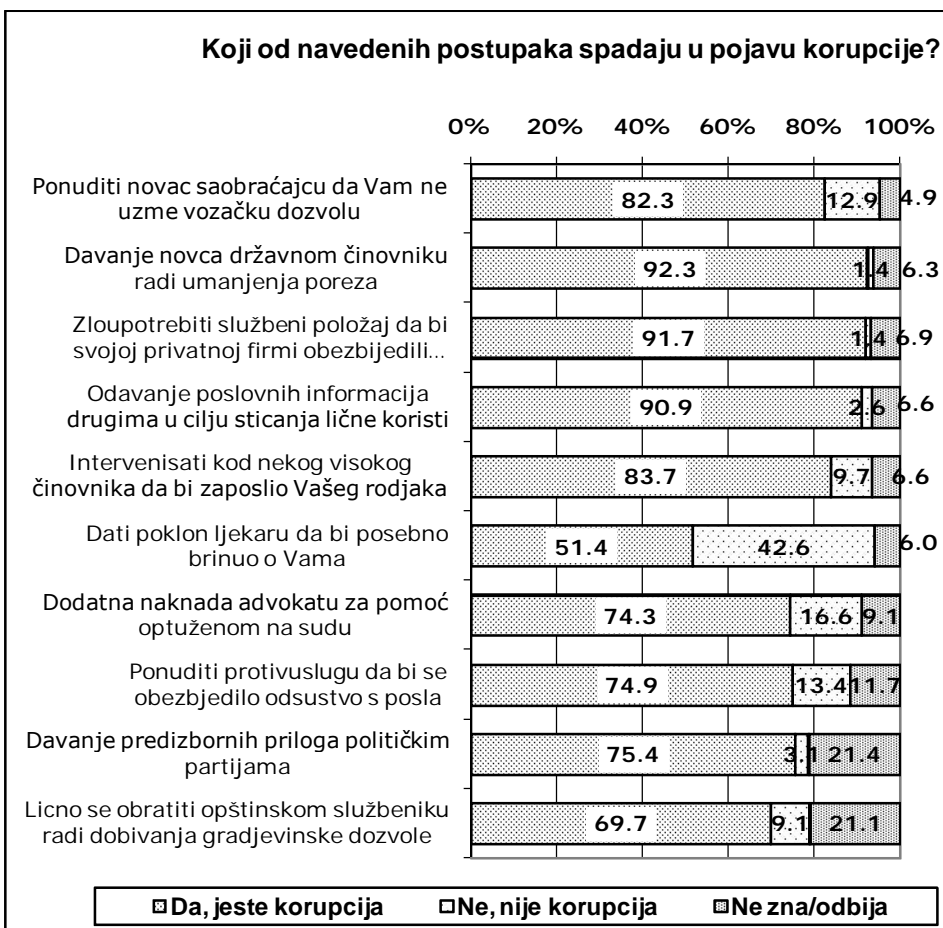 Koji od navedenih postupaka spadaju u pojavu korupcije?
0% 20% 40% 60% 80% 100%
Ponuditi novac saobraćajcu da Vam ne
uzme vozačku dozvolu
82.3 12.9 4.9
Davanje novca državnom činovniku
radi umanjenja poreza
92.3 1.4 6.3
Zloupotrebiti službeni položaj da bi
svojoj privatnoj firmi obezbijedili...
91.7 1.4 6.9
Odavanje poslovnih informacija
drugima u cilju sticanja lične koristi
90.9 2.6 6.6
Intervenisati kod nekog visokog
činovnika da bi zaposlio Vašeg rodjaka
83.7 9.7 6.6
Dati poklon ljekaru da bi posebno
brinuo o Vama
51.4 42.6 6.0
Dodatna naknada advokatu za pomoć
optuženom na sudu
74.3 16.6 9.1
Ponuditi protivuslugu da bi se
obezbjedilo odsustvo s posla
74.9 13.4 11.7
Davanje predizbornih priloga političkim
partijama
75.4 3.1 21.4
Licno se obratiti opštinskom službeniku
radi dobivanja gradjevinske dozvole
69.7 9.1 21.1
Da, jeste korupcija Ne, nije korupcija Ne zna/odbija